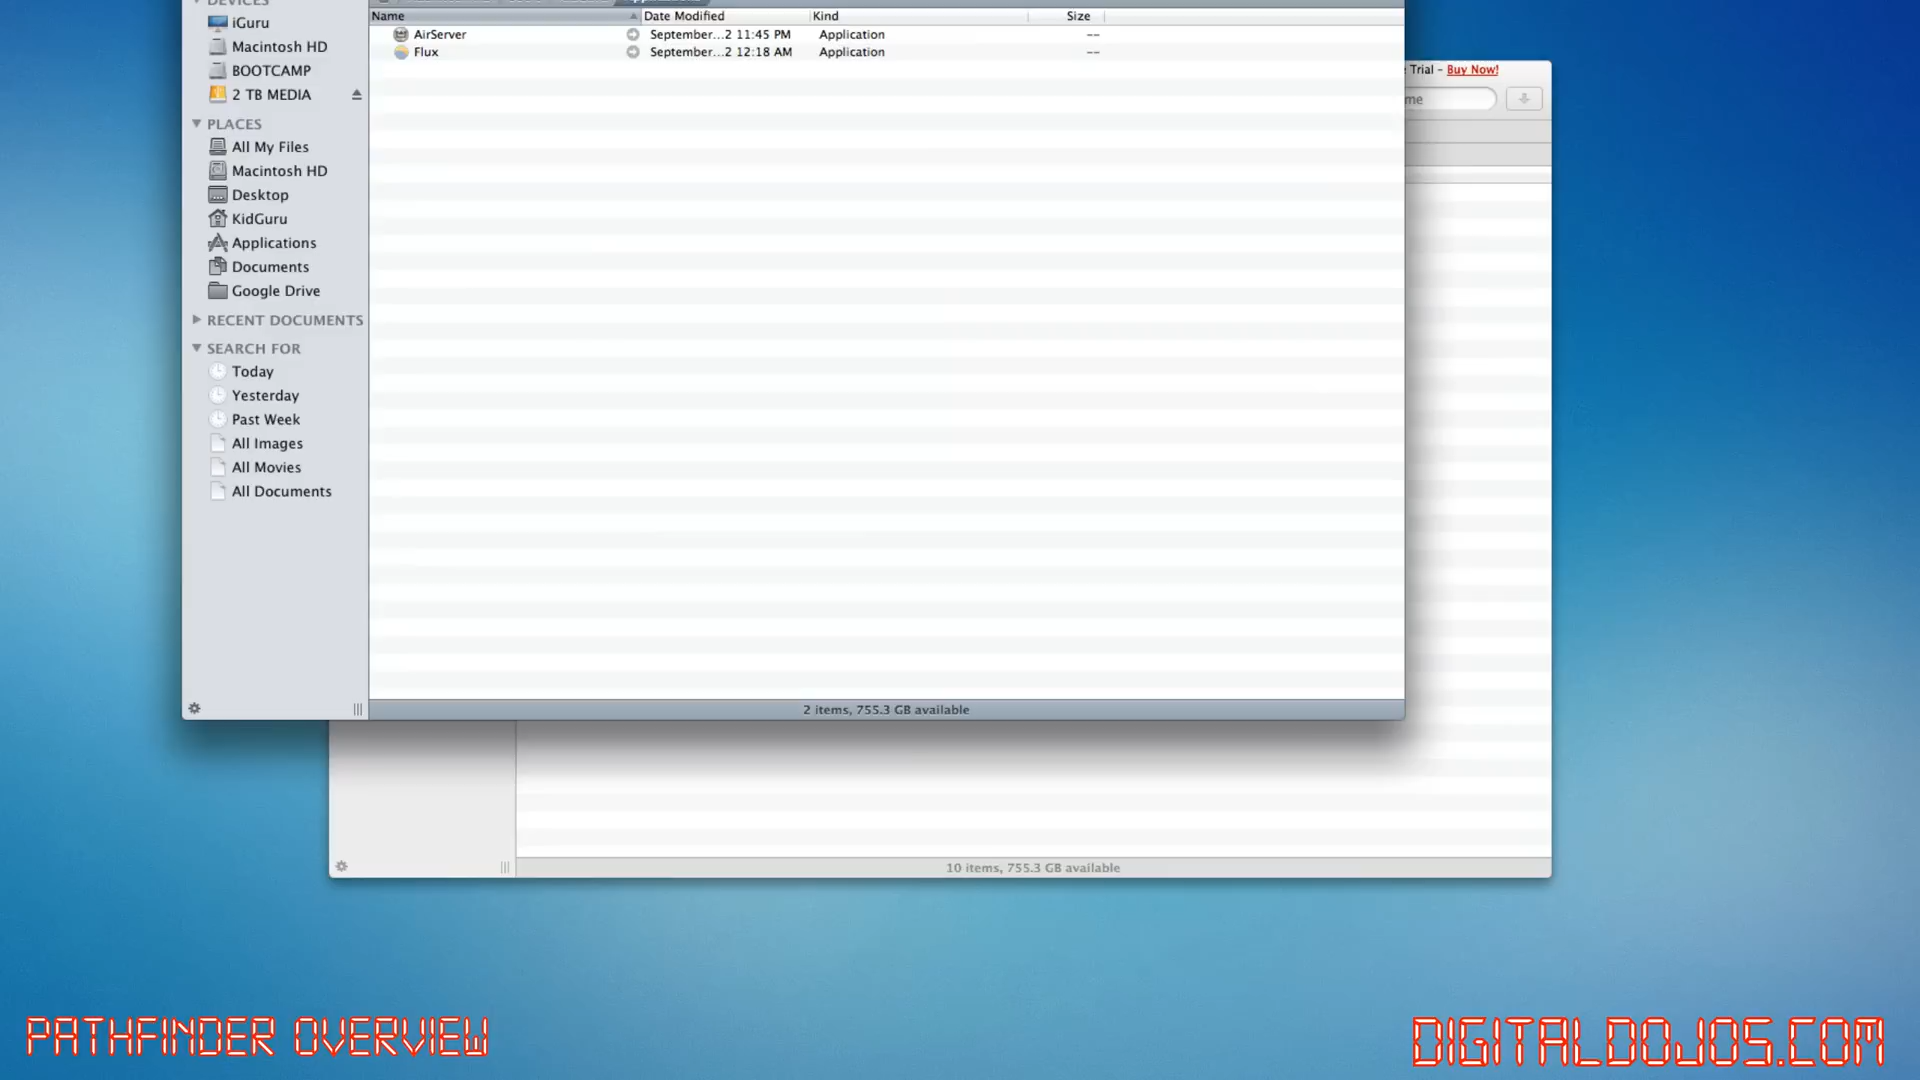 DEVICES
Name Date Modified Kind Size
iGuru
AirServer September...2 11:45 PM Application --
Macintosh HD
Flux September...2 12:18 AM Application --
BOOTCAMP
Trial - Buy Now!
2 TB MEDIA
me
PLACES
All My Files
Macintosh HD
Desktop
KidGuru
Applications
Documents
Google Drive
RECENT DOCUMENTS
SEARCH FOR
Today
Yesterday
Past Week
All Images
All Movies
All Documents
2 items, 755.3 GB available
10 items, 755.3 GB available
PATHFINDER OVERVIEW
DIGITALDOJOS.COM